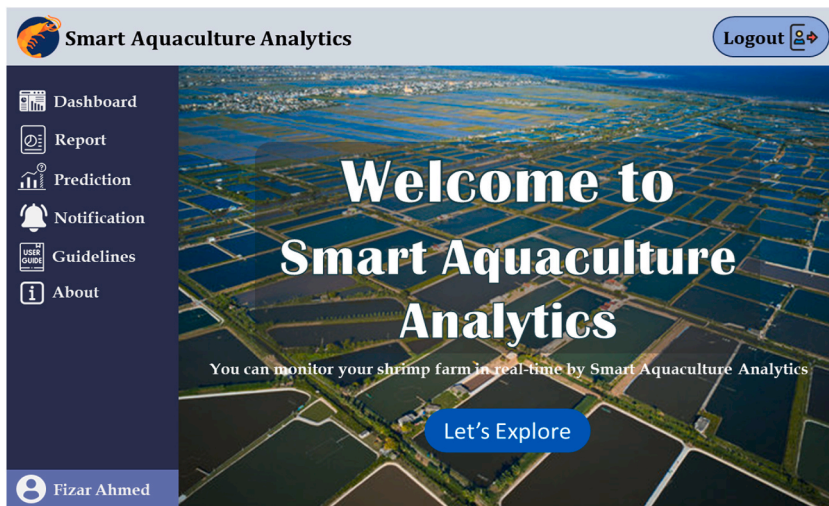 Smart Aquaculture Analytics
Logout
Dashboard
Report
Prediction
Notification
USER
GUIDE
Guidelines
About
Fizar Ahmed
Welcome to
Smart Aquaculture
Analytics
You can monitor your shrimp farm in real-time by Smart Aquaculture Analytics
Let's Explore